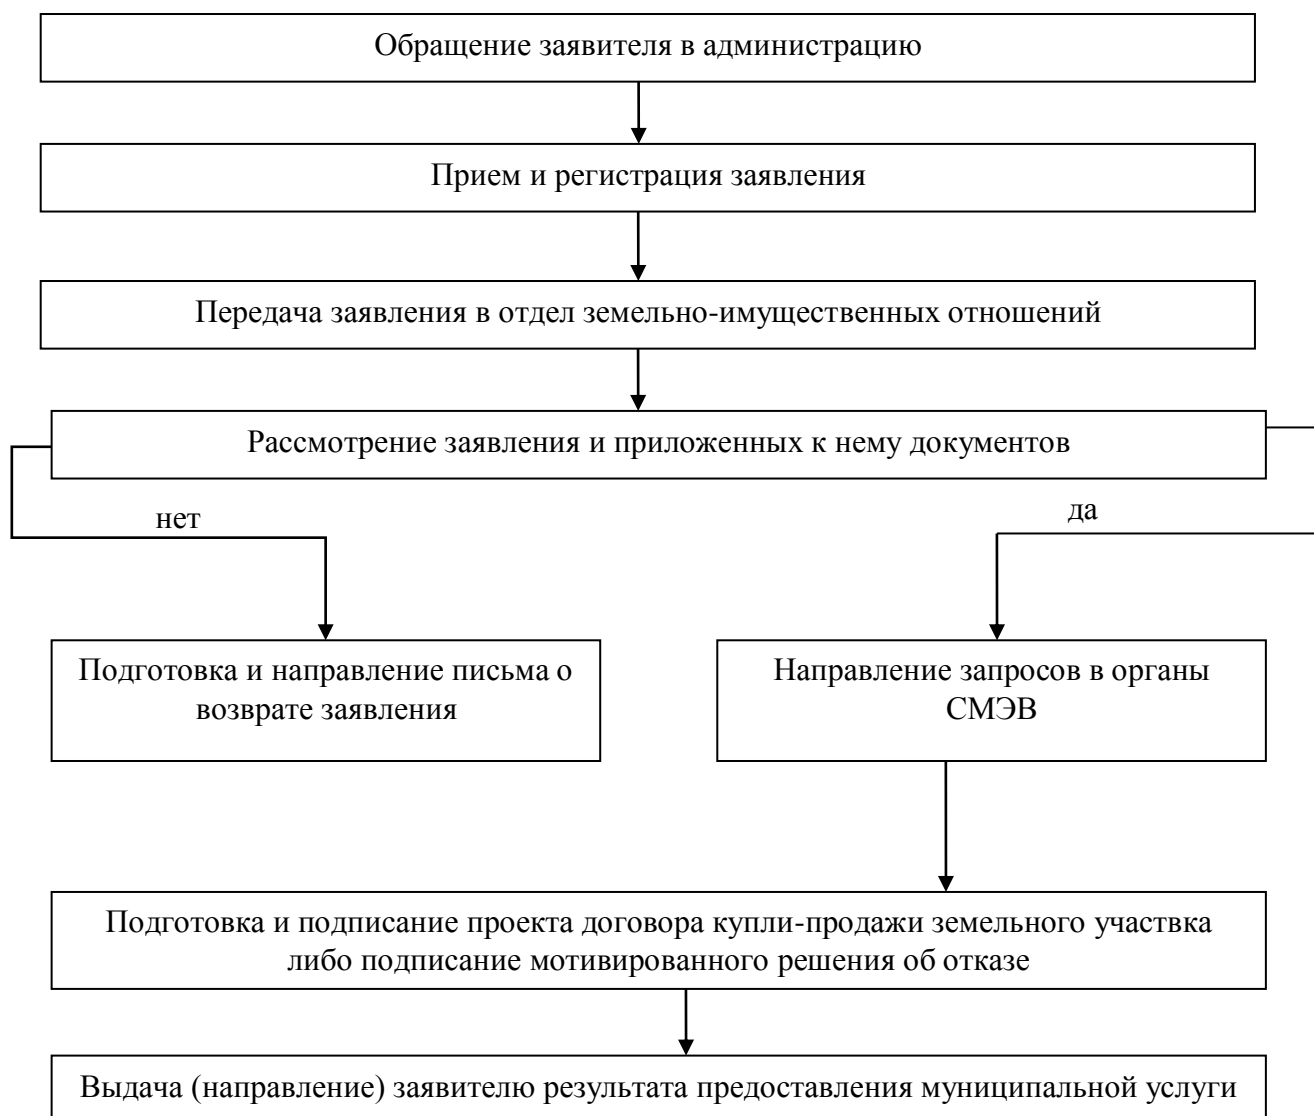 Обращение заявителя в администрацию
Прием и регистрация заявления
Передача заявления в отдел земельно-имущественных отношений
Рассмотрение заявления и приложенных к нему документов
нет
да
Подготовка и направление письма о
возврате заявления
Направление запросов в органы
СМЭВ
Подготовка и подписание проекта договора купли-продажи земельного участвка
либо подписание мотивированного решения об отказе
Выдача (направление) заявителю результата предоставления муниципальной услуги